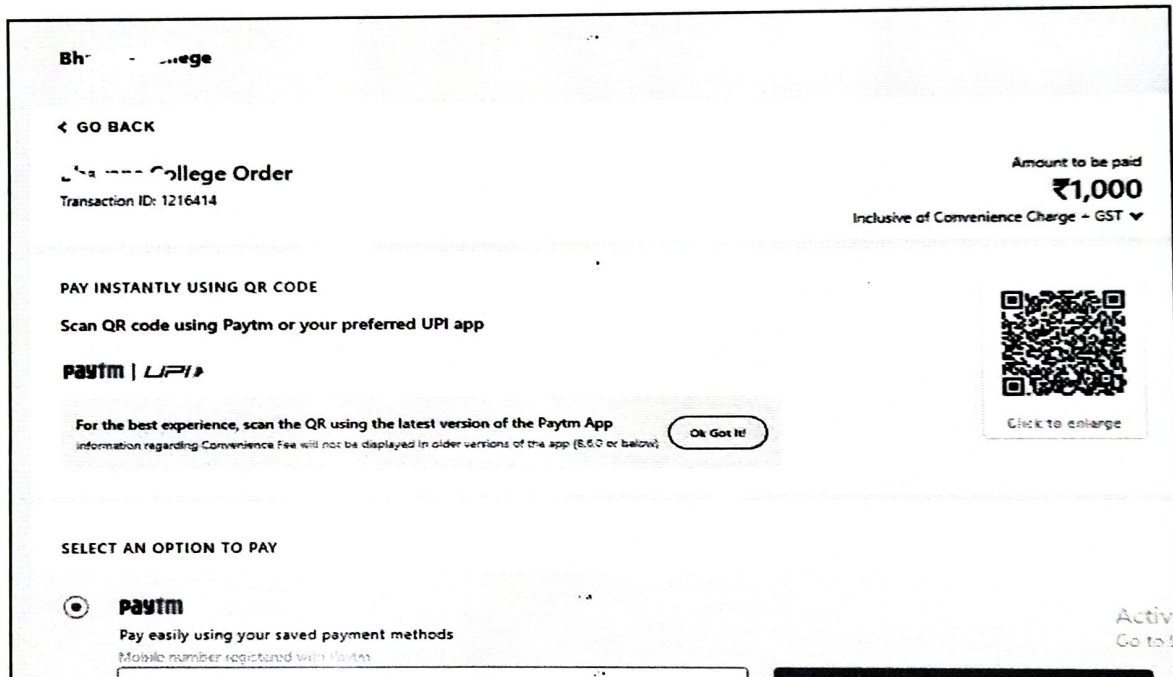 < GO BACK
College Order
Transaction ID: 1216414
Amount to be paid
₹1,000
Inclusive of Convenience Charge + GST
PAY INSTANTLY USING QR CODE
Scan QR code using Paytm or your preferred UPI app
paytm | UPI
For the best experience, scan the QR using the latest version of the Paytm App
Information regarding Convenience Fee will not be displayed in older versions of the app (8.6.0 or below)
Ok Got It!
Click to enlarge
SELECT AN OPTION TO PAY
paytm
Pay easily using your saved payment methods
Mobile number registered with Paytm
Activ
Go to